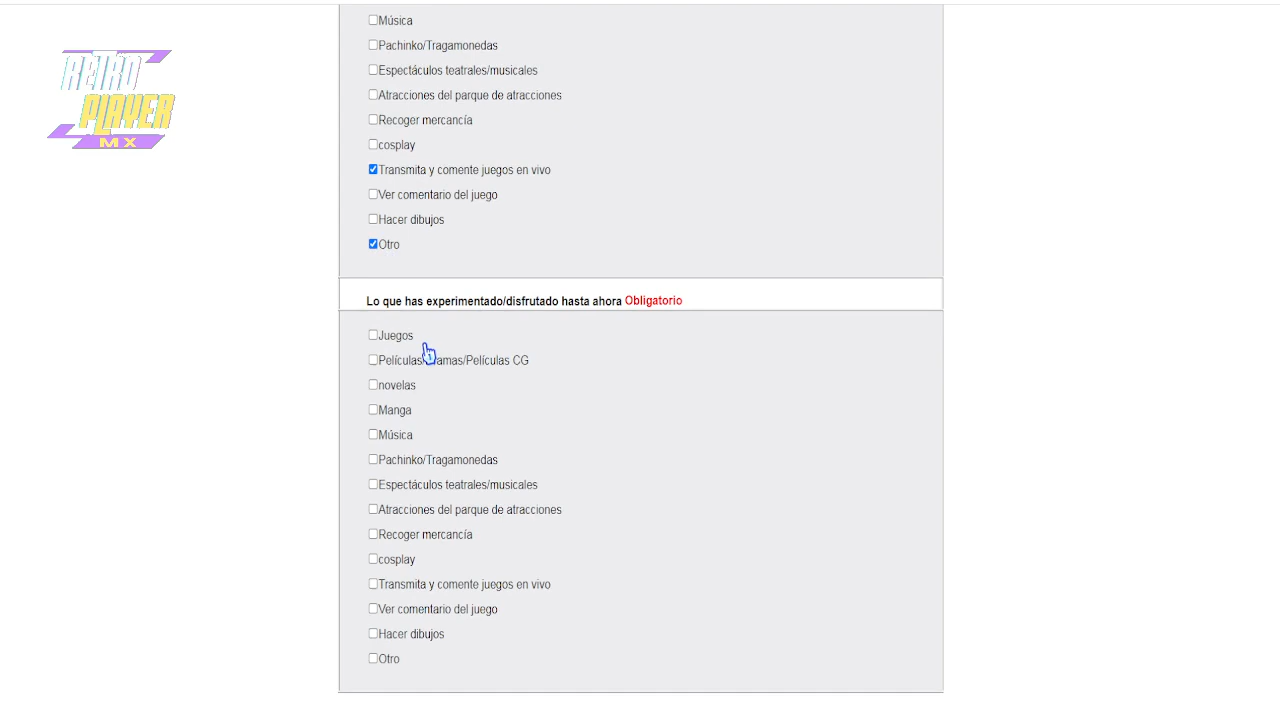 Música
Pachinko/Tragamonedas
Espectáculos teatrales/musicales
Atracciones del parque de atracciones
Recoger mercancía
cosplay
Transmita y comente juegos en vivo
Ver comentario del juego
Hacer dibujos
Otro
RETRO
PLAYER
MX
Lo que has experimentado/disfrutado hasta ahora Obligatorio
Juegos
Películas/Dramas/Películas CG
novelas
Manga
Música
Pachinko/Tragamonedas
Espectáculos teatrales/musicales
Atracciones del parque de atracciones
Recoger mercancía
cosplay
Transmita y comente juegos en vivo
Ver comentario del juego
Hacer dibujos
Otro